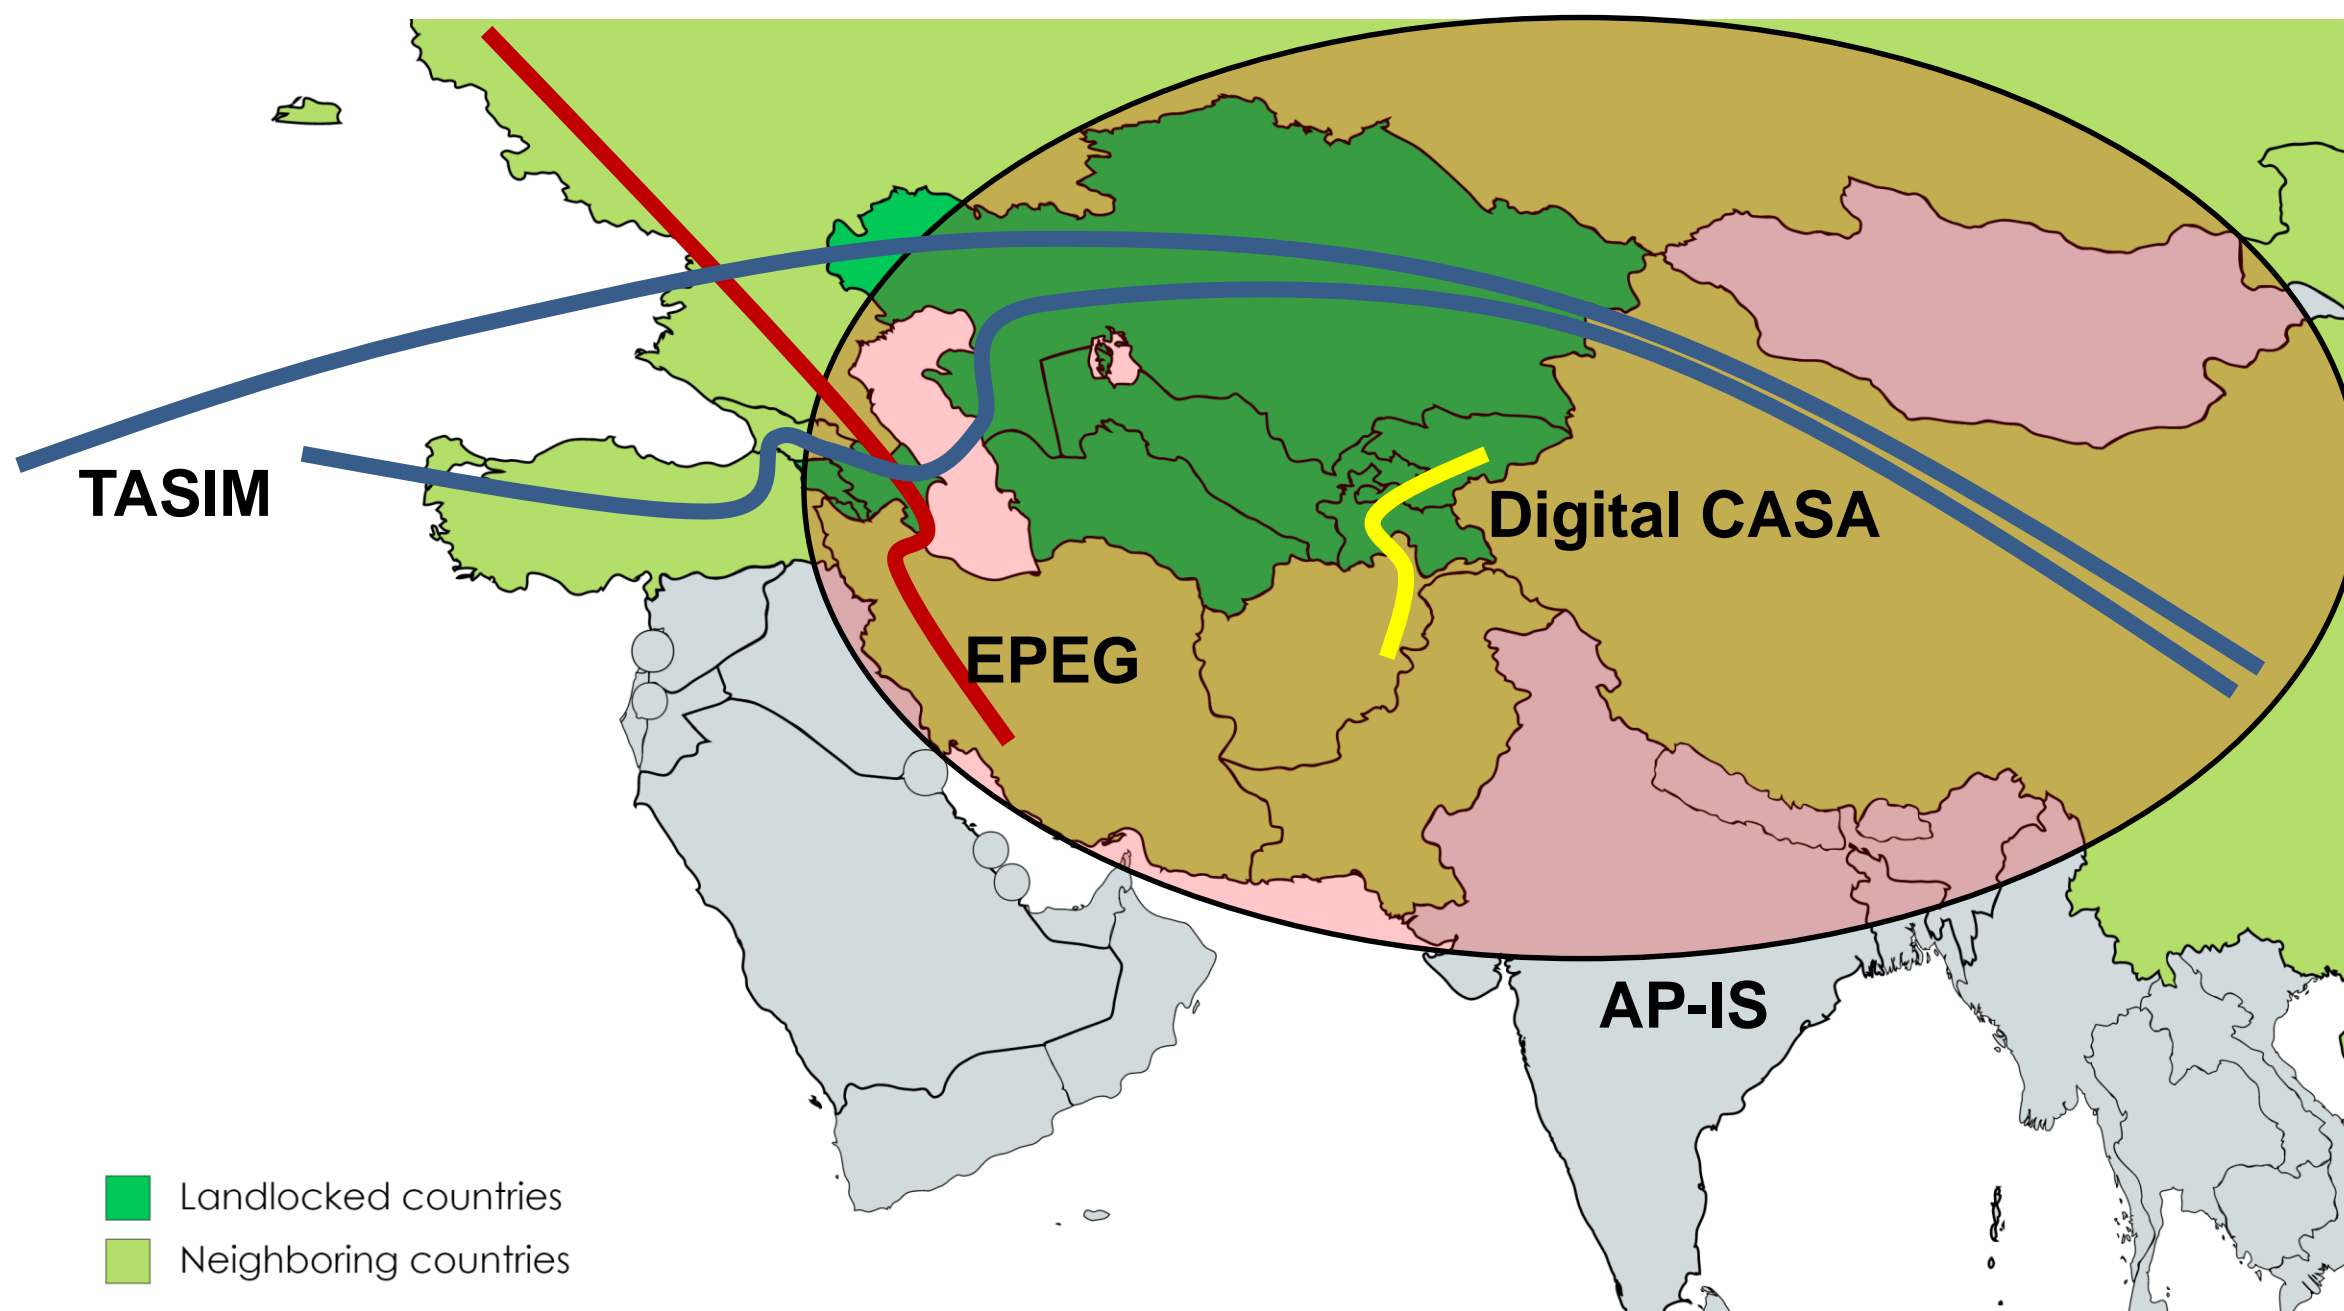 TASIM
Digital CASA
EPEG
AP-IS
Landlocked countries
Neighboring countries